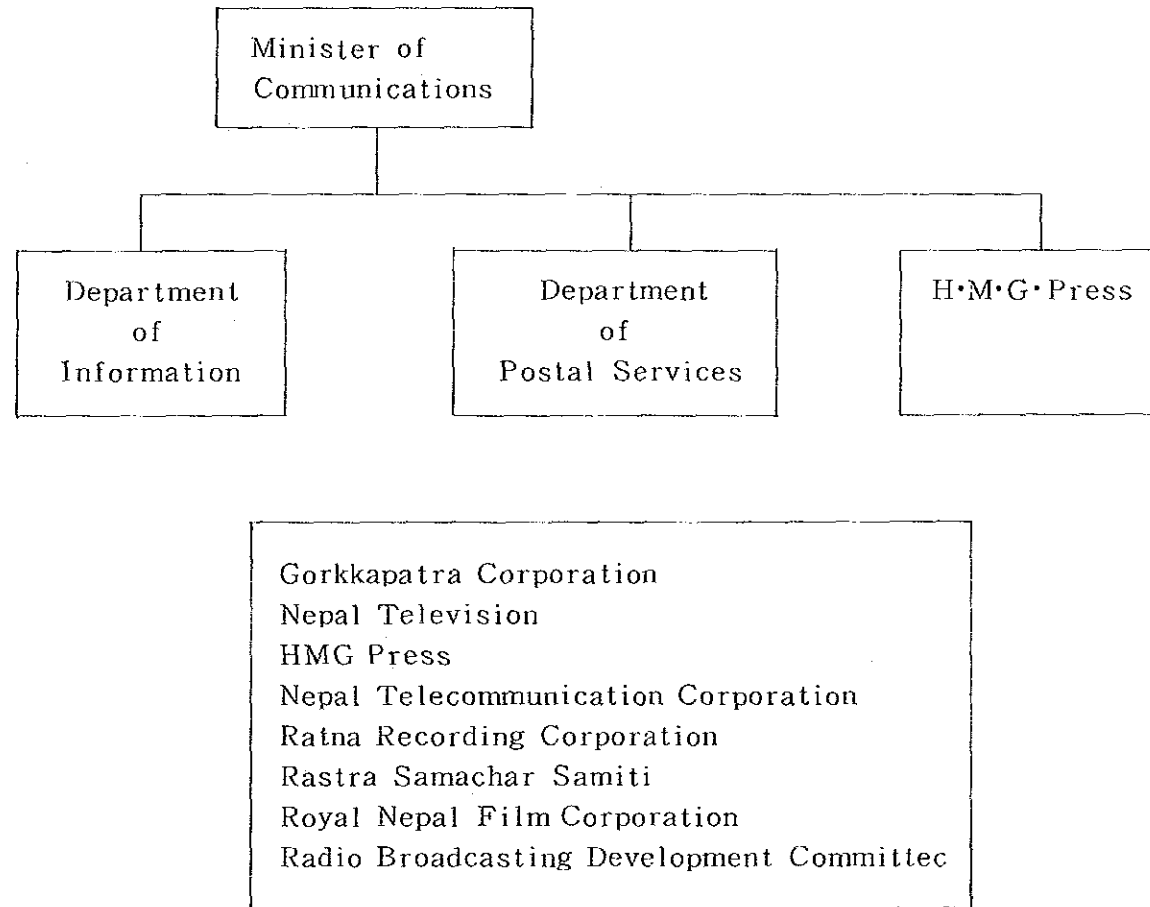 Minister of
Communications
Department
of
Information
Department
of
Postal Services
H·M·G·Press
Gorkkapatra Corporation
Nepal Television
HMG Press
Nepal Telecommunication Corporation
Ratna Recording Corporation
Rastra Samachar Samiti
Royal Nepal Film Corporation
Radio Broadcasting Development Committec